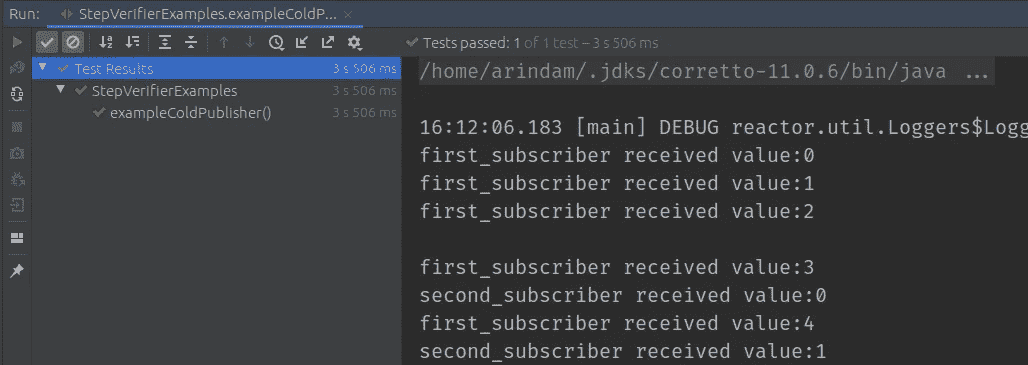 Run: StepVerifierExamples.exampleColdP... ×
Tests passed: 1 of 1 test – 3 s 506 ms
Test Results 3 s 506 ms
StepVerifierExamples 3 s 506 ms
exampleColdPublisher() 3 s 506 ms
/home/arindam/.jdks/corretto-11.0.6/bin/java ...
16:12:06.183 [main] DEBUG reactor.util.Loggers$Logg
first_subscriber received value:0
first_subscriber received value:1
first_subscriber received value:2
first_subscriber received value:3
second_subscriber received value:0
first_subscriber received value:4
second_subscriber received value:1